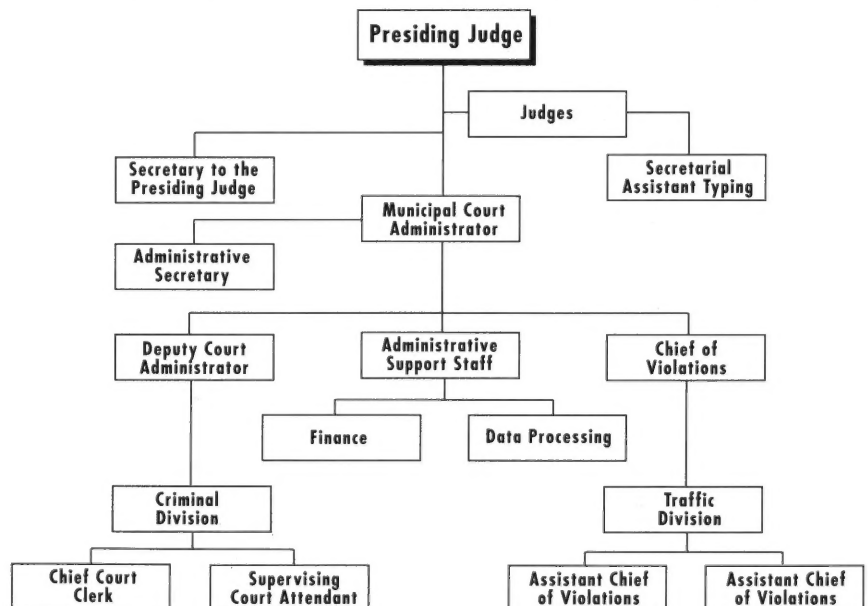 Presiding Judge
Judges
Secretary to the
Presiding Judge
Secretarial
Assistant Typing
Municipal Court
Administrator
Administrative
Secretary
Deputy Court
Administrator
Administrative
Support Staff
Chief of
Violations
Finance
Data Processing
Criminal
Division
Traffic
Division
Chief Court
Clerk
Supervising
Court Attendant
Assistant Chief
of Violations
Assistant Chief
of Violations